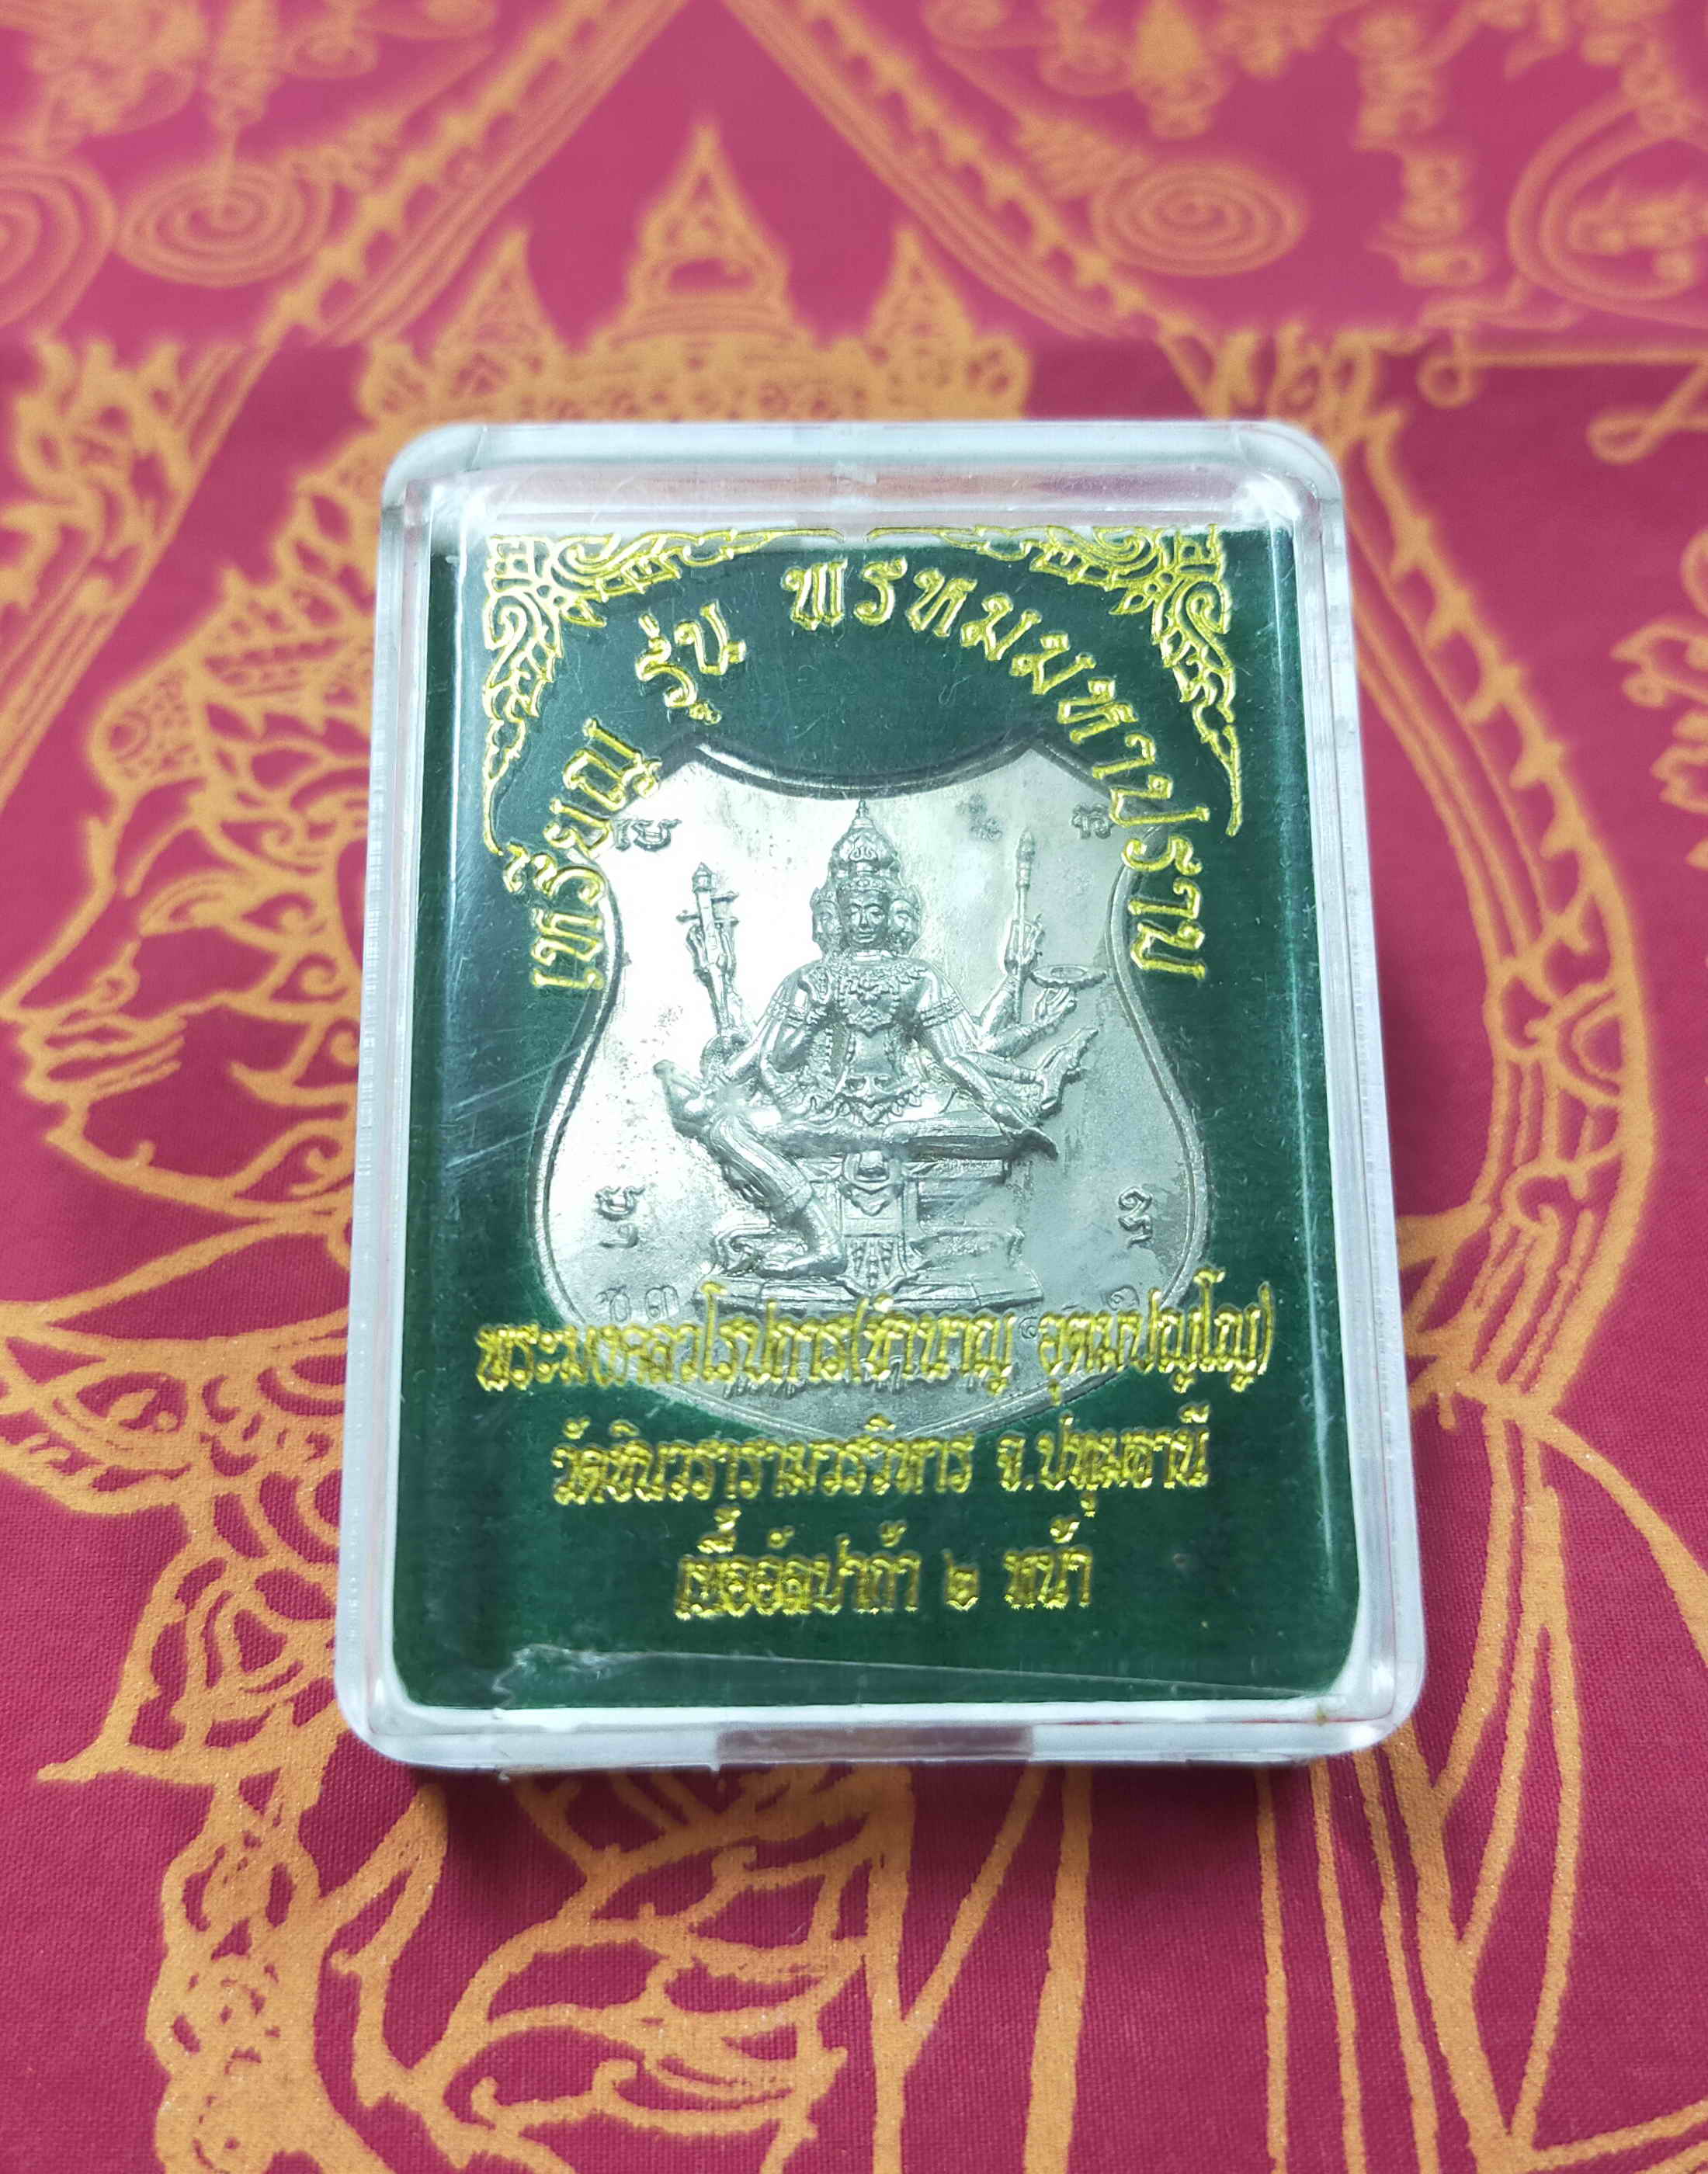 เหรียญ รุ่น พรหมมหาปราบ
พระมงคลวโรปการ(ชำนาญ อุตฺตมปญฺโญ)
วัดชินวรารามวรวิหาร จ.ปทุมธานี
เนื้ออัลปาก้า ๒ หน้า